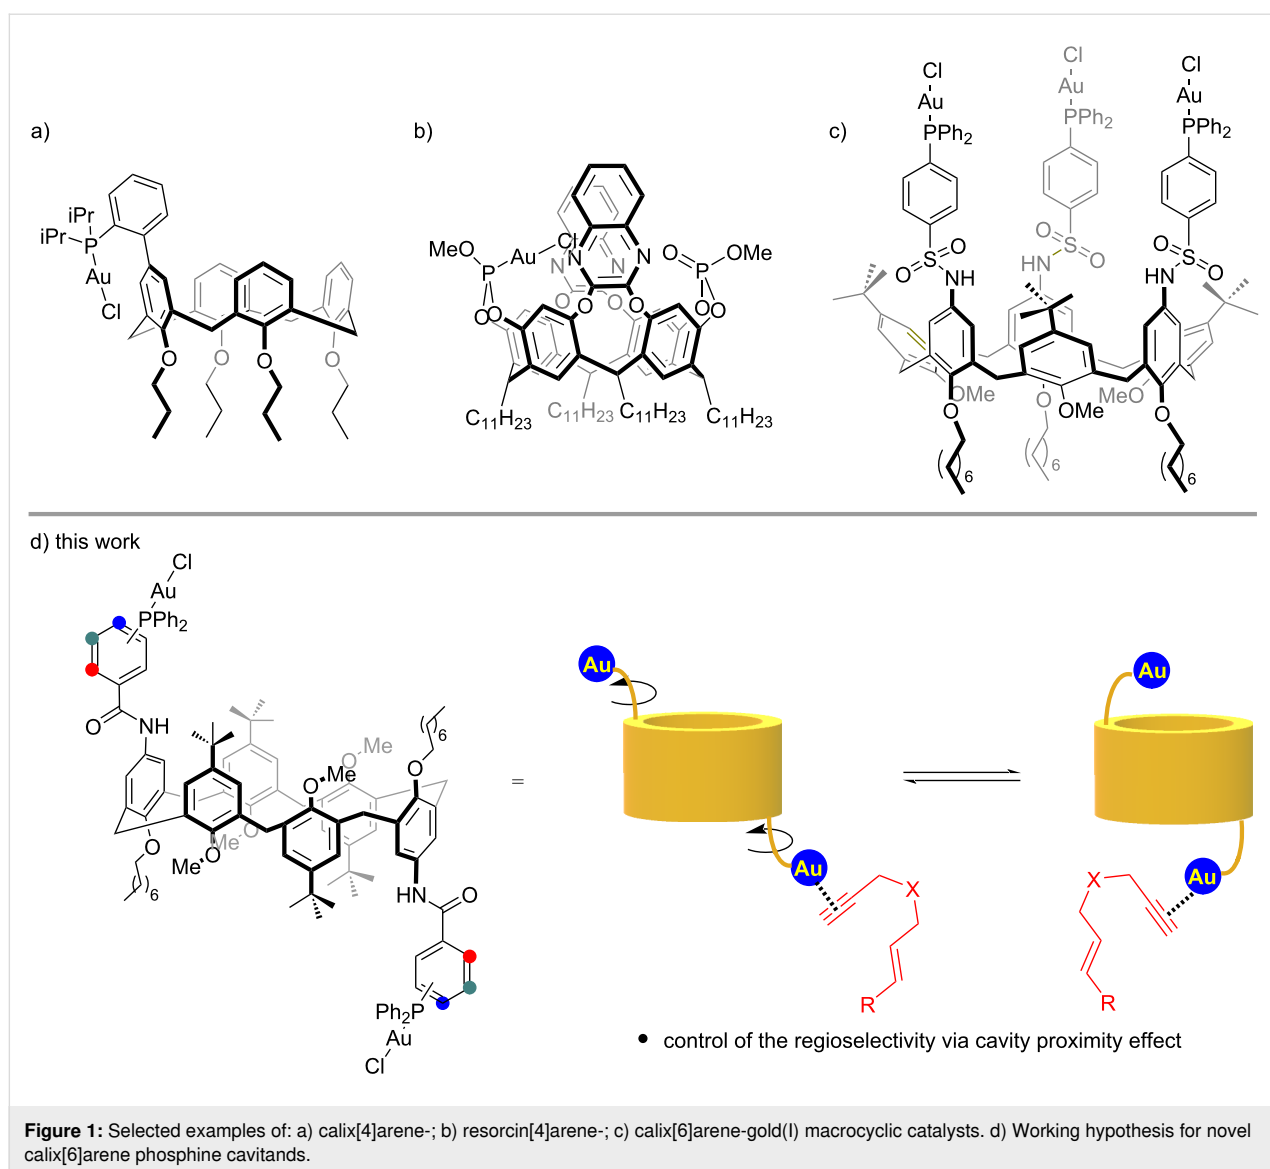 a)
iPr
iPr
P
Au
Cl
O
O
O
O
b)
MeO
P
Au
Cl
N
N
N
N
O
P
OMe
O
O
O
O
O
O
O
C11H23
C11H23
C11H23
C11H23
c)
Cl
Au
PPh2
Cl
Au
PPh2
Cl
Au
PPh2
O
S
O
NH
O
S
O
HN
O
S
O
HN
OMe
OMe
MeO
O
O
O
6
6
6
d) this work
Cl
Au
PPh2
O
NH
6
O
OMe
O
Me
O
Me
O
Me
O
O
6
NH
O
Ph2P
Au
Cl
=
Au
Au
X
R
Au
Au
X
R
• control of the regioselectivity via cavity proximity effect
Figure 1: Selected examples of: a) calix[4]arene-; b) resorcin[4]arene-; c) calix[6]arene-gold(I) macrocyclic catalysts. d) Working hypothesis for novel
calix[6]arene phosphine cavitands.